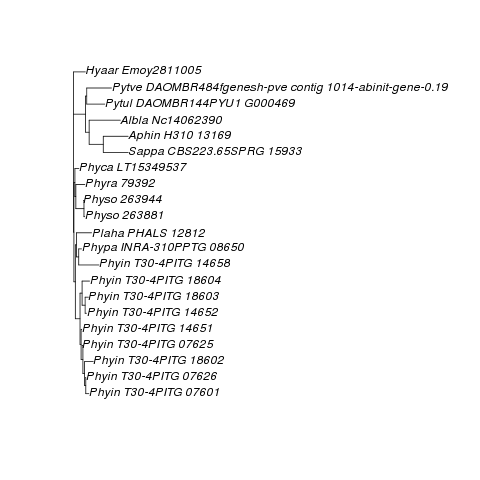 Hyaar Emoy2811005
Pytve DAOMBR484fgenesh-pve contig 1014-abinit-gene-0.19
Pytul DAOMBR144PYU1 G000469
Albla Nc14062390
Aphin H310 13169
Sappa CBS223.65SPRG 15933
Phyca LT15349537
Phyra 79392
Physo 263944
Physo 263881
Plaha PHALS 12812
Phypa INRA-310PPTG 08650
Phyin T30-4PITG 14658
Phyin T30-4PITG 18604
Phyin T30-4PITG 18603
Phyin T30-4PITG 14652
Phyin T30-4PITG 14651
Phyin T30-4PITG 07625
Phyin T30-4PITG 18602
Phyin T30-4PITG 07626
Phyin T30-4PITG 07601